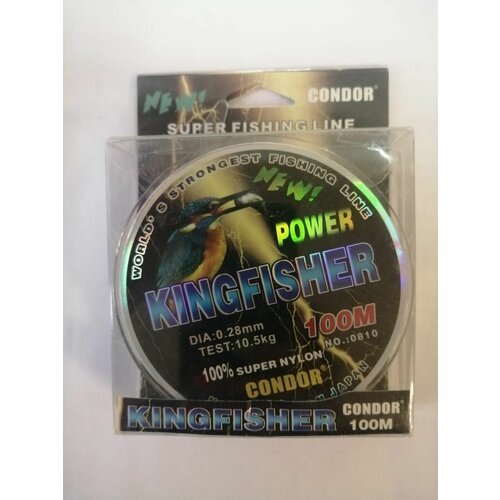 NEW!
CONDOR®
SUPER FISHING LINE
WORLD'S STRONGEST FISHING LINE
NEW!
POWER
KINGFISHER
100M
DIA:0.28mm
TEST:10.5kg
NO.:0810
100% SUPER NYLON
CONDOR®
JAPAN
KINGFISHER
CONDOR®
100M